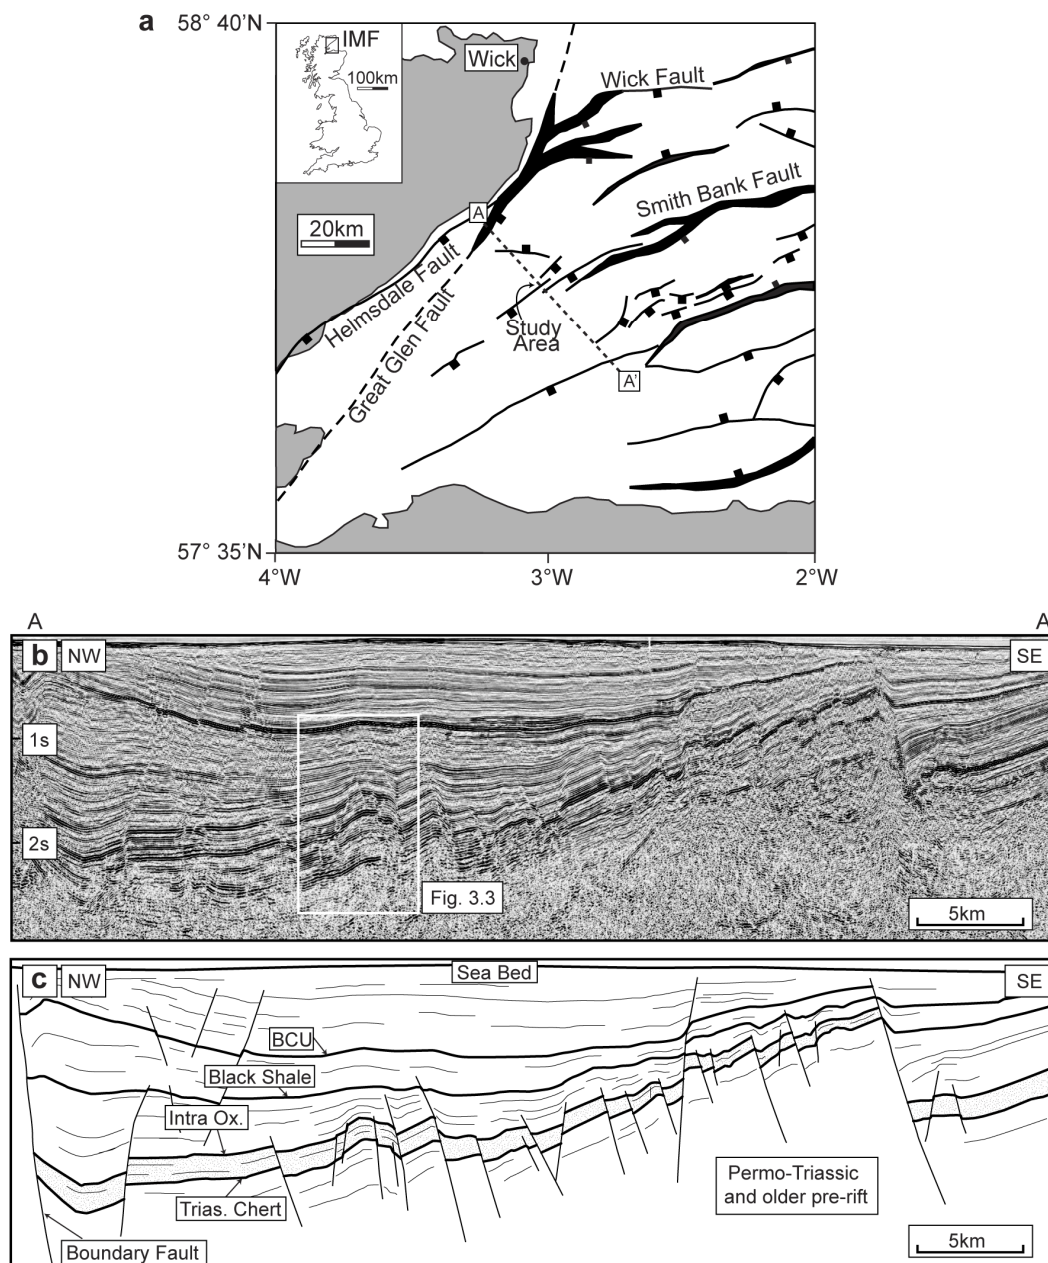 a
58° 40'N
IMF
100km
Wick
Wick Fault
Smith Bank Fault
A
20km
Helmsdale Fault
Great Glen Fault
Study
Area
A'
57° 35'N
4°W
3°W
2°W
A
A
b
NW
SE
1s
2s
Fig. 3.3
5km
c
NW
Sea Bed
SE
BCU
Black Shale
Intra Ox.
Trias. Chert
Permo-Triassic
and older pre-rift
Boundary Fault
5km